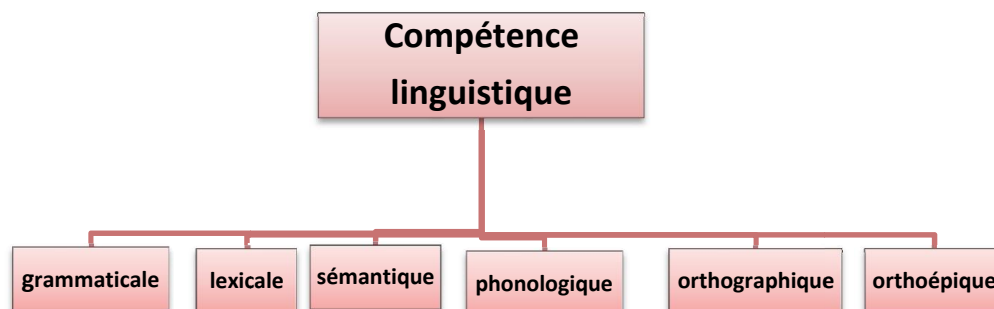 Compétence
linguistique
grammaticale
lexicale
sémantique
phonologique
orthographique
orthoépique